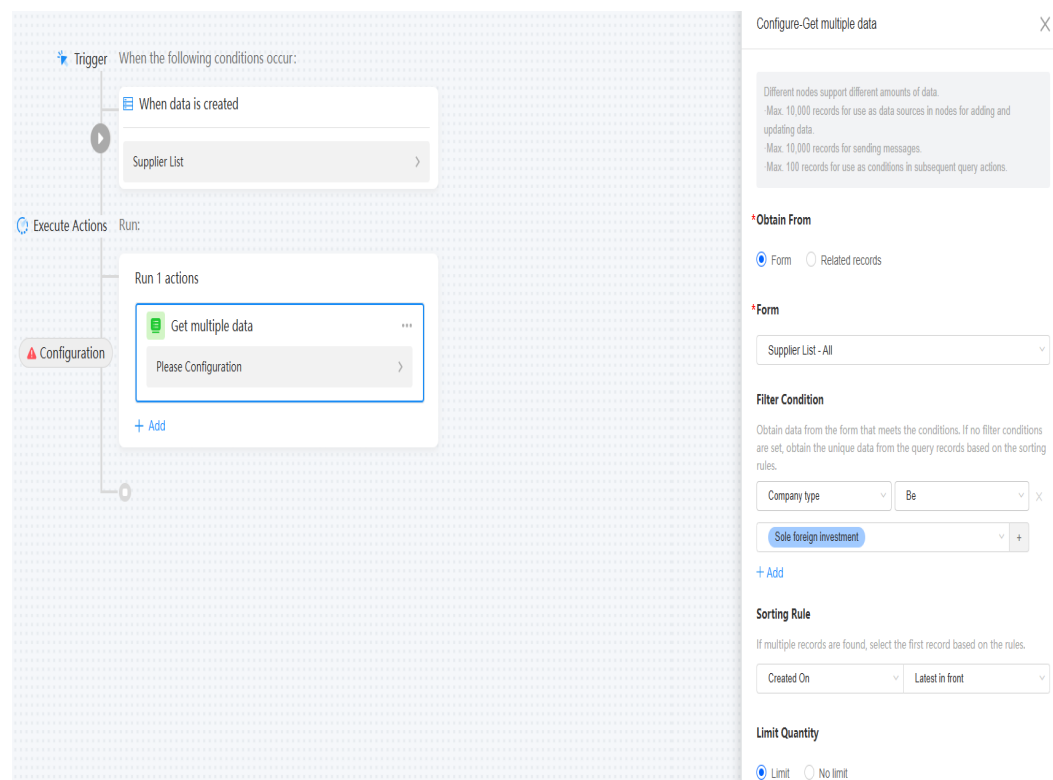 Trigger When the following conditions occur:
When data is created
Supplier List
Execute Actions Run:
Run 1 actions
Get multiple data
Configuration
Please Configuration
+ Add
Configure-Get multiple data
Different nodes support different amounts of data.
·Max. 10,000 records for use as data sources in nodes for adding and
updating data.
·Max. 10,000 records for sending messages.
·Max. 100 records for use as conditions in subsequent query actions.
*Obtain From
Form Related records
*Form
Supplier List - All
Filter Condition
Obtain data from the form that meets the conditions. If no filter conditions
are set, obtain the unique data from the query records based on the sorting
rules.
Company type Be
Sole foreign investment +
+ Add
Sorting Rule
If multiple records are found, select the first record based on the rules.
Created On Latest in front
Limit Quantity
Limit No limit